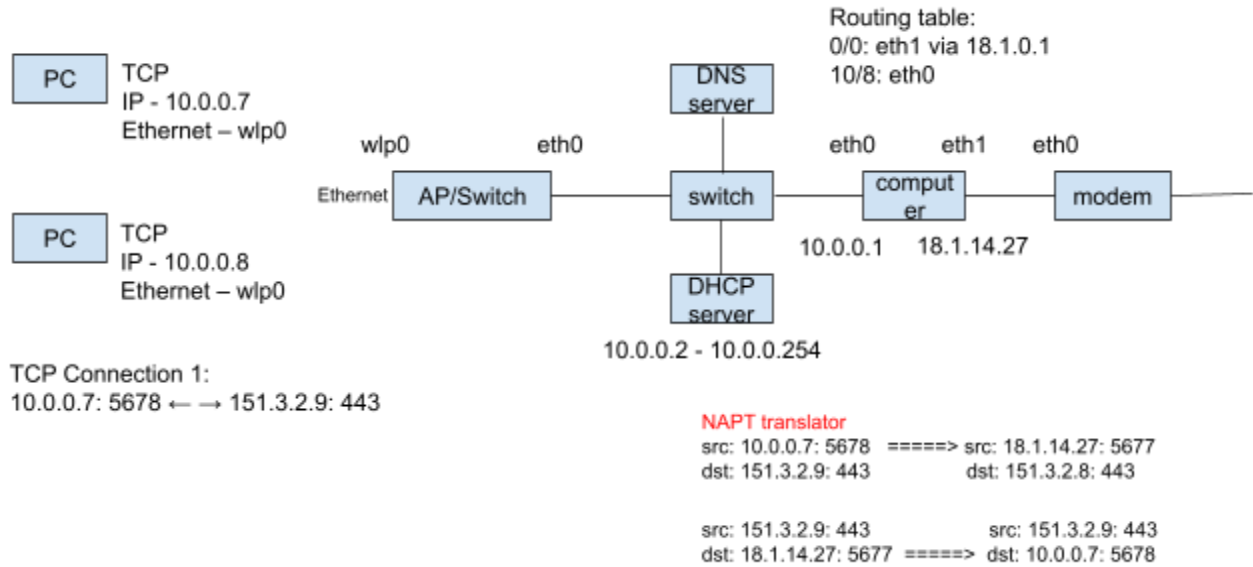 Routing table:
0/0: eth1 via 18.1.0.1
10/8: eth0
PC
TCP
IP - 10.0.0.7
Ethernet – wlp0
DNS
server
wlp0
eth0
eth0
eth1
eth0
Ethernet
AP/Switch
switch
comput
er
modem
PC
TCP
IP - 10.0.0.8
Ethernet – wlp0
10.0.0.1
18.1.14.27
DHCP
server
10.0.0.2 - 10.0.0.254
TCP Connection 1:
10.0.0.7: 5678 ← → 151.3.2.9: 443
NAPT translator
src: 10.0.0.7: 5678 =====> src: 18.1.14.27: 5677
dst: 151.3.2.9: 443 dst: 151.3.2.8: 443
src: 151.3.2.9: 443 src: 151.3.2.9: 443
dst: 18.1.14.27: 5677 =====> dst: 10.0.0.7: 5678